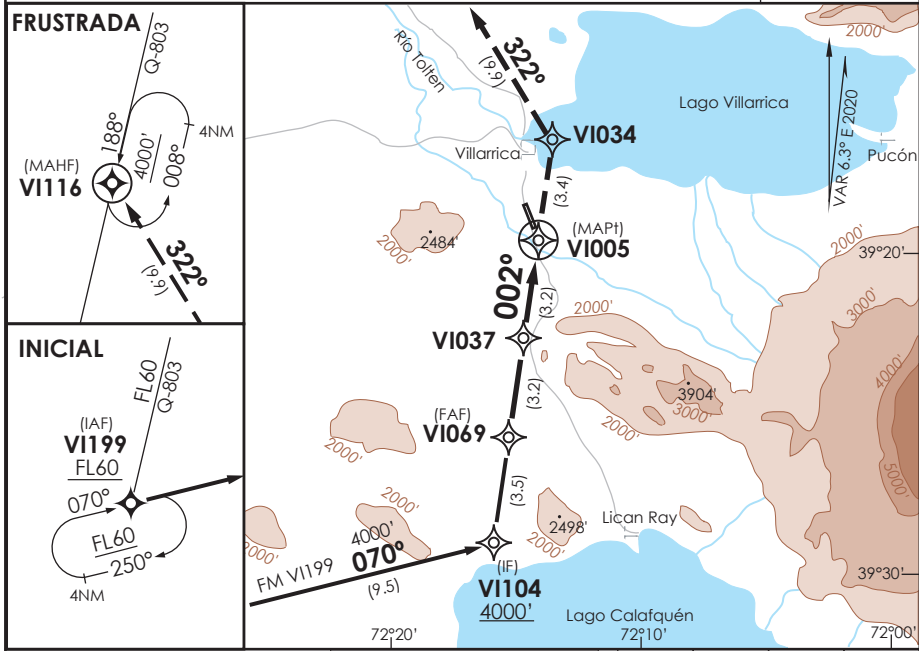 FRUSTRADA
Q-803
188°
4000'
008°
4NM
(MAHF)
VI116
322°
(9.9)
INICIAL
FL60
Q-803
(IAF)
VI199
FL60
070°
FL60
250°
4NM
322°
(9.9)
Río Tolten
Lago Villarrica
VAR 6.3° E 2020
2000'
Villarrica
VI034
Pucón
(3.4)
(MAPt)
VI005
2484'
2000'
2000'
39°20'
002°
(3.2)
2000'
3000'
VI037
4000'
3904'
3000'
2000'
(3.2)
(FAF)
VI069
2000'
5000'
(3.5)
2000'
2498'
2000'
Lican Ray
2000'
4000'
FM VI199
070°
(9.5)
(IF)
VI104
4000'
39°30'
Lago Calafquén
72°20'
72°10'
72°00'